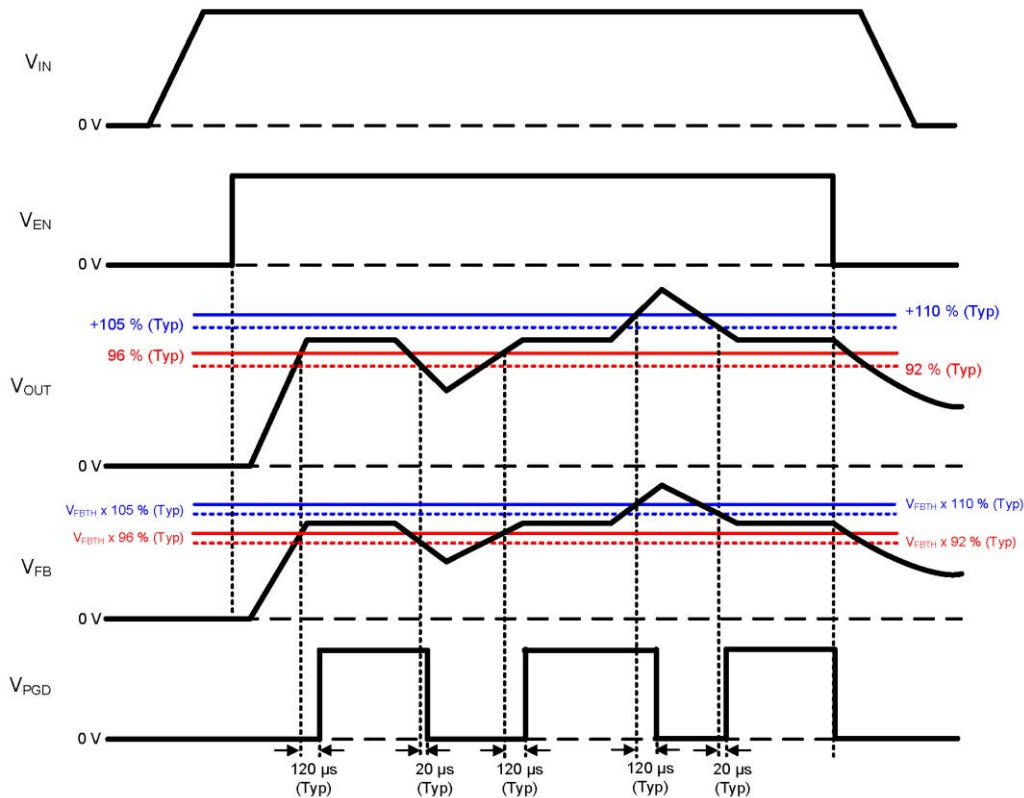 VIN
0 V
VEN
0 V
+105 % (Typ)
+110 % (Typ)
96 % (Typ)
92 % (Typ)
VOUT
0 V
VFBTH x 105 % (Typ)
VFBTH x 110 % (Typ)
VFBTH x 96 % (Typ)
VFBTH x 92 % (Typ)
VFB
0 V
VPGD
0 V
120 µs
(Typ)
20 µs
(Typ)
120 µs
(Typ)
120 µs
(Typ)
20 µs
(Typ)